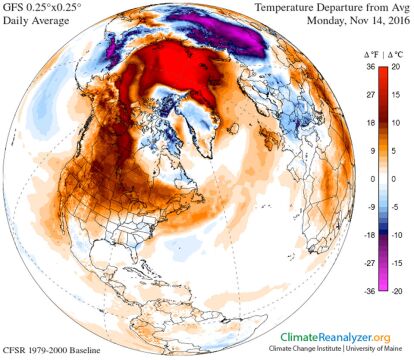 GFS 0.25°x0.25°
Daily Average
Temperature Departure from Avg
Monday, Nov 14, 2016
Δ °F | Δ °C
36 20
27 15
18 10
9 5
0 0
-9 -5
-18 -10
-27 -15
-36 -20
ClimateReanalyzer.org
Climate Change Institute | University of Maine
CFSR 1979-2000 Baseline